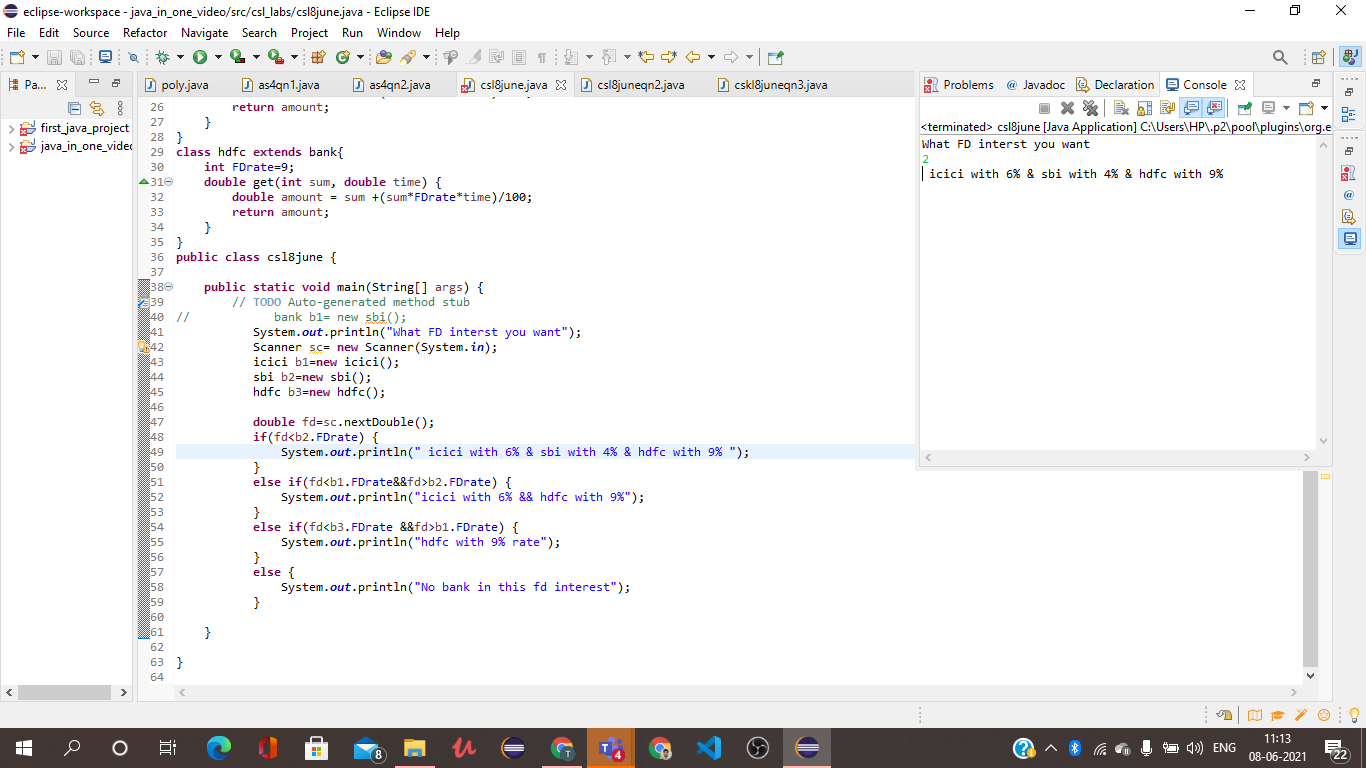 eclipse-workspace - java_in_one_video/src/csl_labs/csl8june.java - Eclipse IDE
File Edit Source Refactor Navigate Search Project Run Window Help
Pa...
poly.java as4qn1.java as4qn2.java csl8june.java csl8juneqn2.java cskl8juneqn3.java
Problems Javadoc Declaration Console
first_java_project
java_in_one_vide
<terminated> csl8june [Java Application] C:\Users\HP\.p2\pool\plugins\org.e
What FD interst you want
2
icici with 6% & sbi with 4% & hdfc with 9%
26 return amount;
27 }
28 }
29 class hdfc extends bank{
30 int FDrate=9;
31 double get(int sum, double time) {
32 double amount = sum +(sum*FDrate*time)/100;
33 return amount;
34 }
35 }
36 public class csl8june {
37
38 public static void main(String[] args) {
39 // TODO Auto-generated method stub
40 // bank b1= new sbi();
41 System.out.println("What FD interst you want");
42 Scanner sc= new Scanner(System.in);
43 icici b1=new icici();
44 sbi b2=new sbi();
45 hdfc b3=new hdfc();
46
47 double fd=sc.nextDouble();
48 if(fd<b2.FDrate) {
49 System.out.println(" icici with 6% & sbi with 4% & hdfc with 9% ");
50 }
51 else if(fd<b1.FDrate&&fd>b2.FDrate) {
52 System.out.println("icici with 6% && hdfc with 9%");
53 }
54 else if(fd<b3.FDrate &&fd>b1.FDrate) {
55 System.out.println("hdfc with 9% rate");
56 }
57 else {
58 System.out.println("No bank in this fd interest");
59 }
60
61 }
62
63 }
64
8
T
4
ENG
11:13
08-06-2021
22